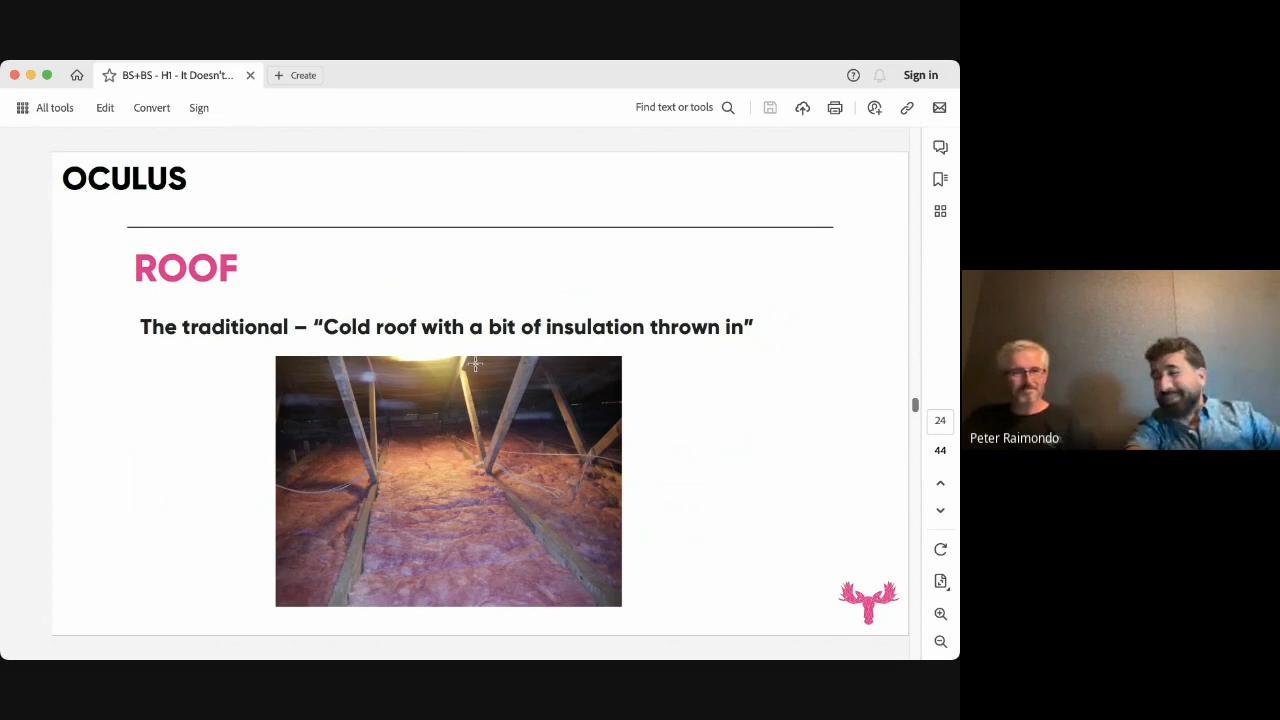 BS+BS - H1 - It Doesn't...
Create
Sign in
All tools
Edit
Convert
Sign
Find text or tools
OCULUS
ROOF
The traditional – “Cold roof with a bit of insulation thrown in”
24
44
Peter Raimondo